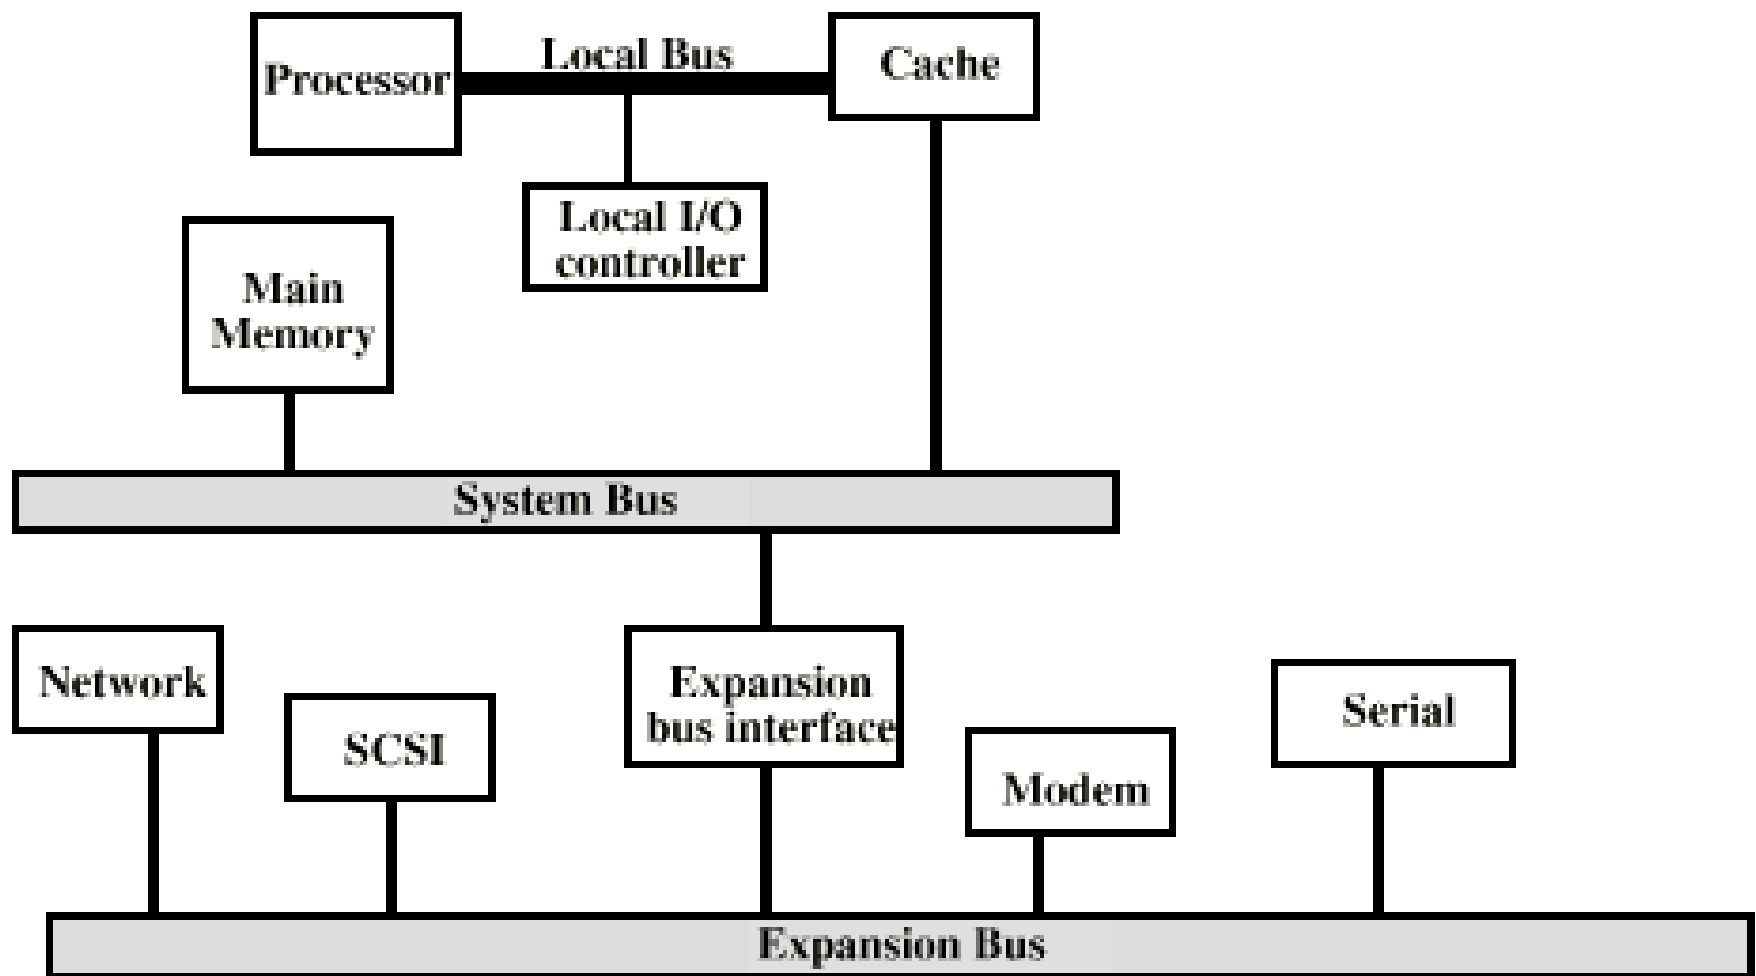 Processor
Local Bus
Cache
Local I/O
controller
Main
Memory
System Bus
Network
SCSI
Expansion
bus interface
Modem
Serial
Expansion Bus